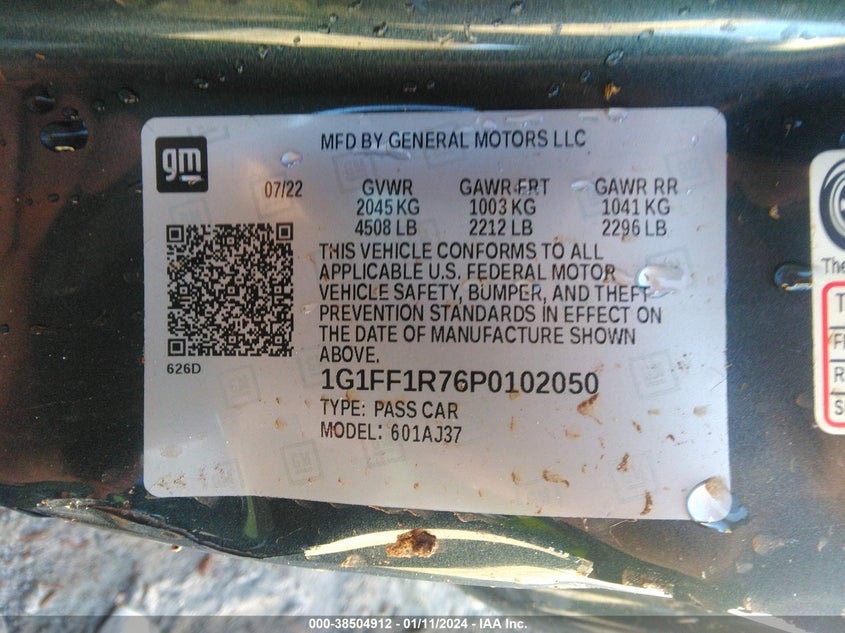 MFD BY GENERAL MOTORS LLC
gm
07/22 GVWR GAWR FRT GAWR RR
2045 KG 1003 KG 1041 KG
4508 LB 2212 LB 2296 LB
THIS VEHICLE CONFORMS TO ALL
APPLICABLE U.S. FEDERAL MOTOR
VEHICLE SAFETY, BUMPER, AND THEFT
PREVENTION STANDARDS IN EFFECT ON
THE DATE OF MANUFACTURE SHOWN
ABOVE.
626D
1G1FF1R76P0102050
TYPE: PASS CAR
MODEL: 601AJ37
The
000-38504912 - 01/11/2024 - IAA Inc.